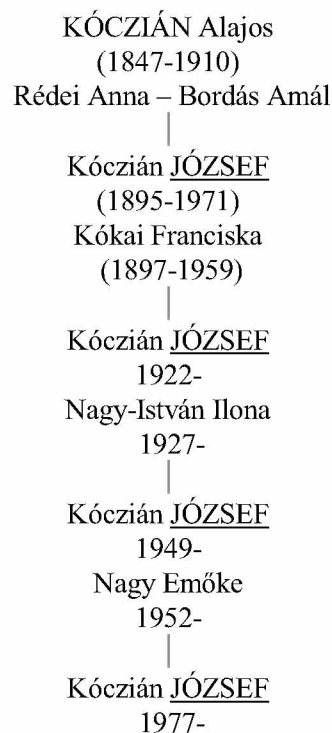 KÓCZIÁN Alajos
(1847-1910)
Rédei Anna – Bordás Amál
Kóczián JÓZSEF
(1895-1971)
Kókai Franciska
(1897-1959)
Kóczián JÓZSEF
1922-
Nagy-István Ilona
1927-
Kóczián JÓZSEF
1949-
Nagy Emőke
1952-
Kóczián JÓZSEF
1977-